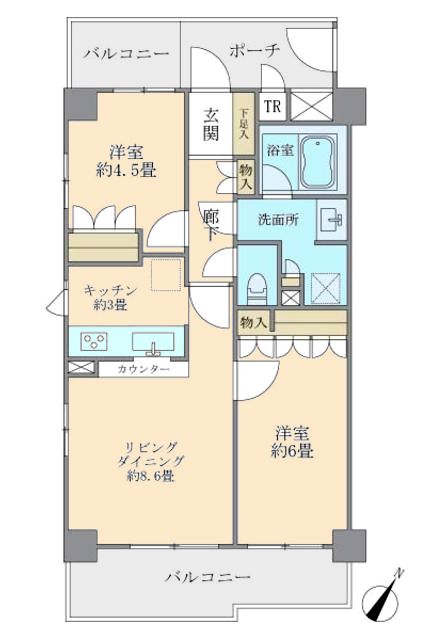 バルコニー
ポーチ
TR
玄関
下足入
洋室
約4.5畳
浴室
物入
廊下
洗面所
キッチン
約3畳
物入
カウンター
リビング
ダイニング
約8.6畳
洋室
約6畳
バルコニー
N